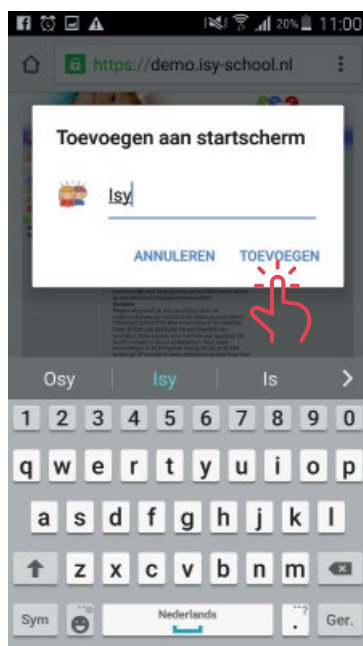 20% 11:00
https://demo.isy-school.nl
Toevoegen aan startscherm
Isy
ANNULEREN TOEVOEGEN
Osy Isy Is
1 2 3 4 5 6 7 8 9 0
q w e r t y u i o p
a s d f g h j k l
z x c v b n m
Sym Nederlands . ,? Ger.